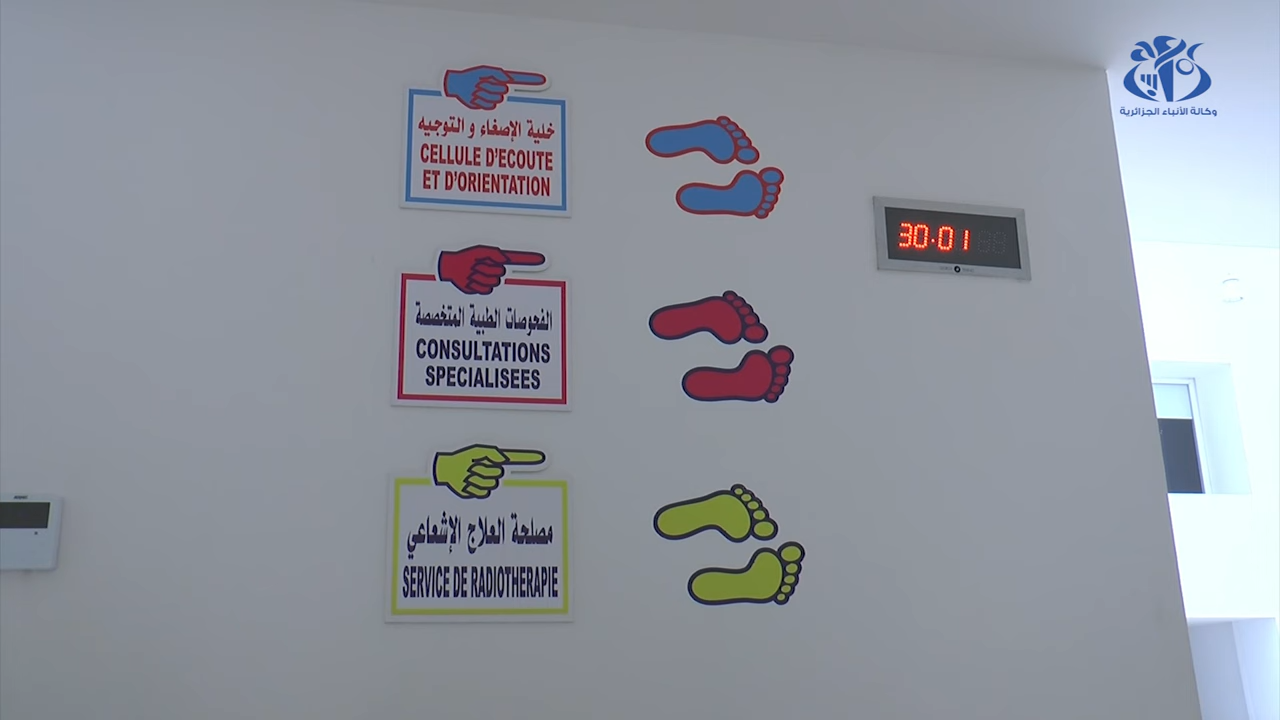 وكالة الأنباء الجزائرية
خلية الإصغاء و التوجيه
CELLULE D'ECOUTE
ET D'ORIENTATION
30·01
الفحوصات الطبية المتخصصة
CONSULTATIONS
SPECIALISEES
مصلحة العلاج الإشعاعي
SERVICE DE RADIOTHERAPIE